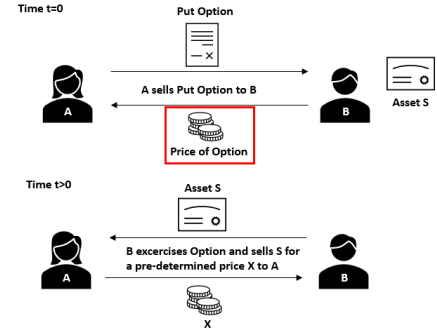 Time t=0
Put Option
A sells Put Option to B
A
B
Asset S
Price of Option
Time t>0
Asset S
B excercises Option and sells S for
a pre-determined price X to A
A
B
X